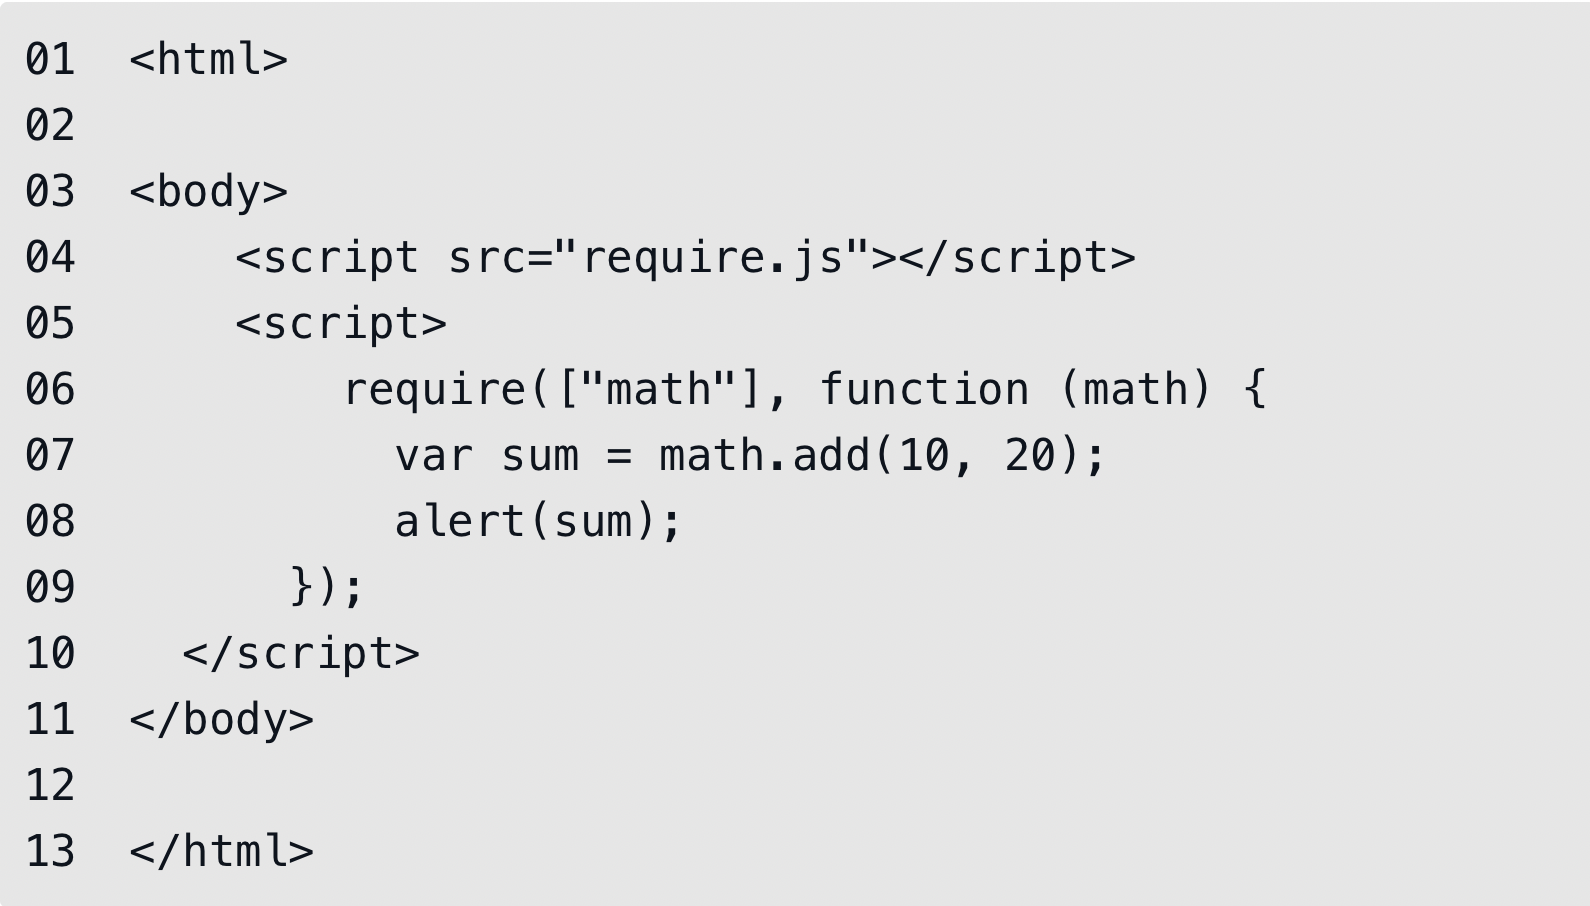 01  <html>
02
03  <body>
04      <script src="require.js"></script>
05      <script>
06          require(["math"], function (math) {
07            var sum = math.add(10, 20);
08            alert(sum);
09        });
10    </script>
11  </body>
12
13  </html>